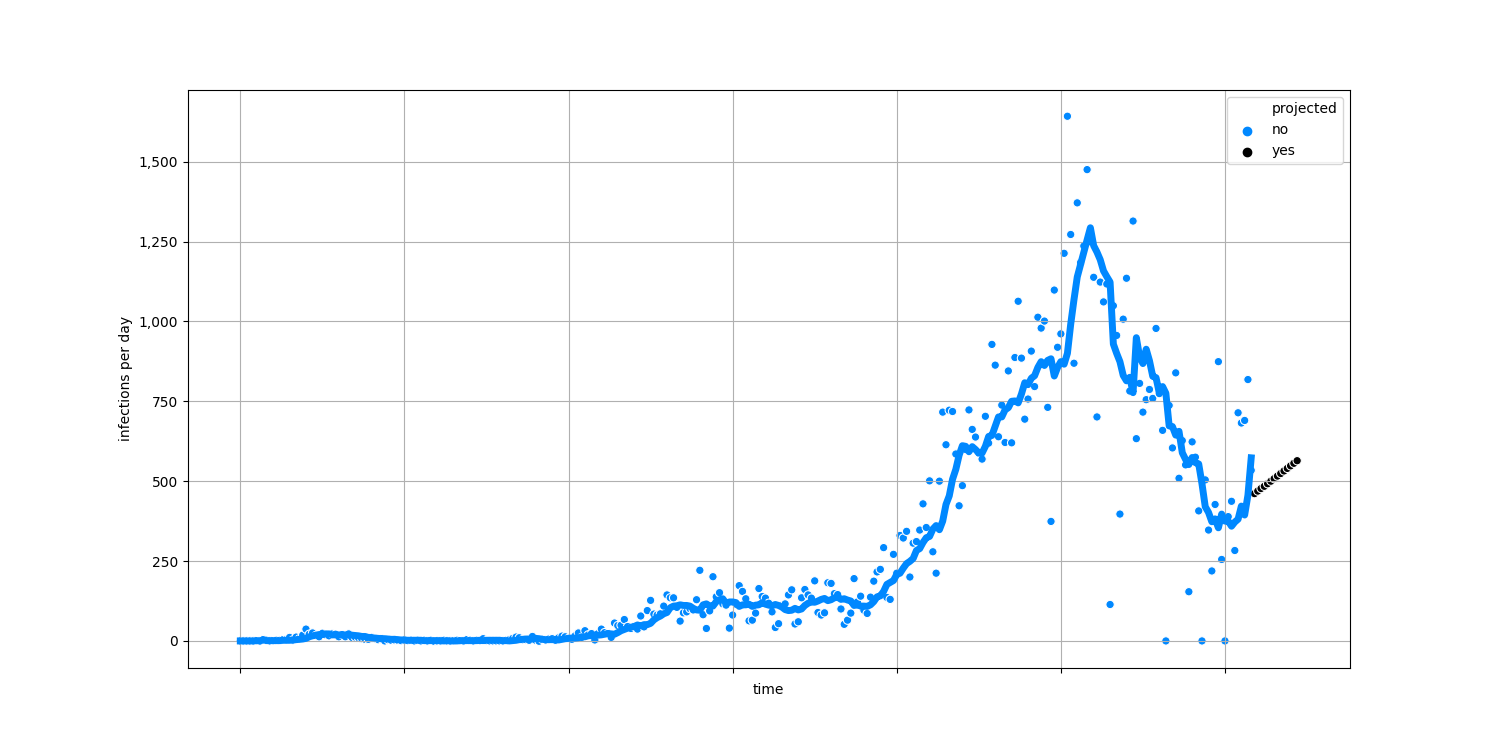 projected
no
yes
1,500
1,250
1,000
750
500
250
0
infections per day
time